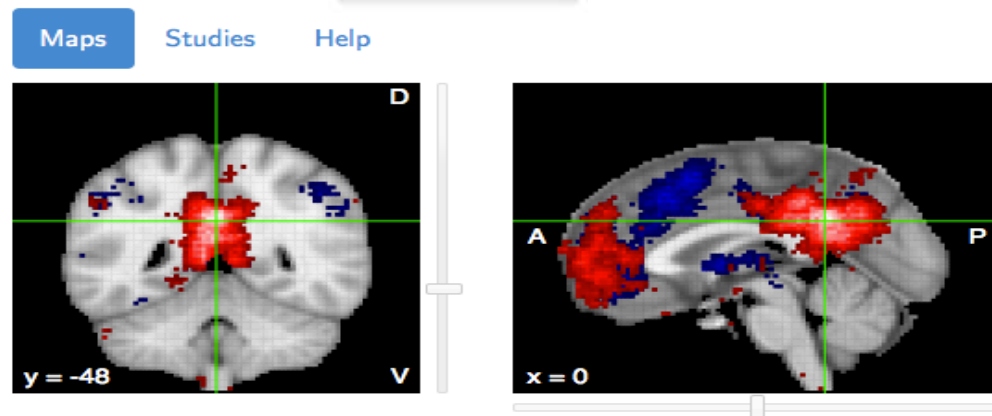 Maps Studies Help
D
A P
y = -48 V x = 0